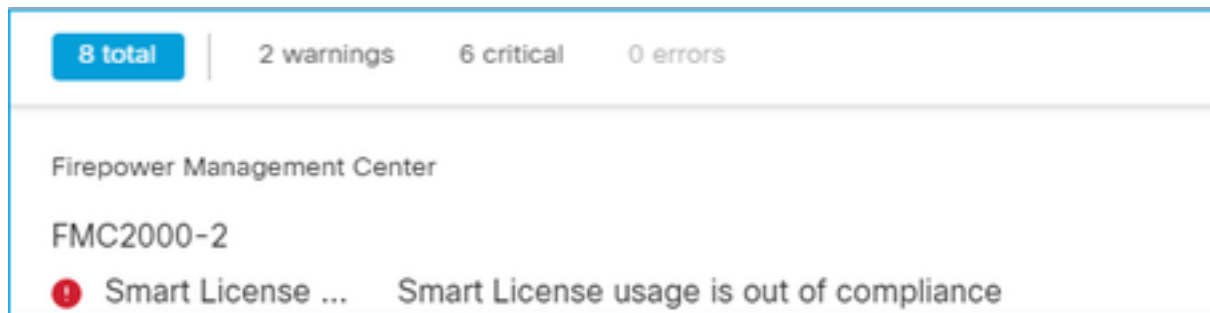 8 total 2 warnings 6 critical 0 errors
Firepower Management Center
FMC2000-2
Smart License ... Smart License usage is out of compliance